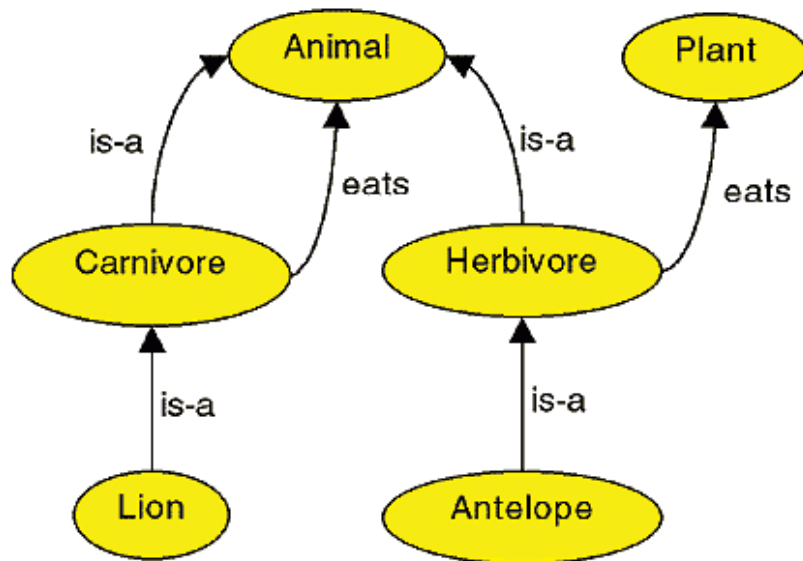 Animal
Plant
is-a
is-a
eats
eats
Carnivore
Herbivore
is-a
is-a
Lion
Antelope